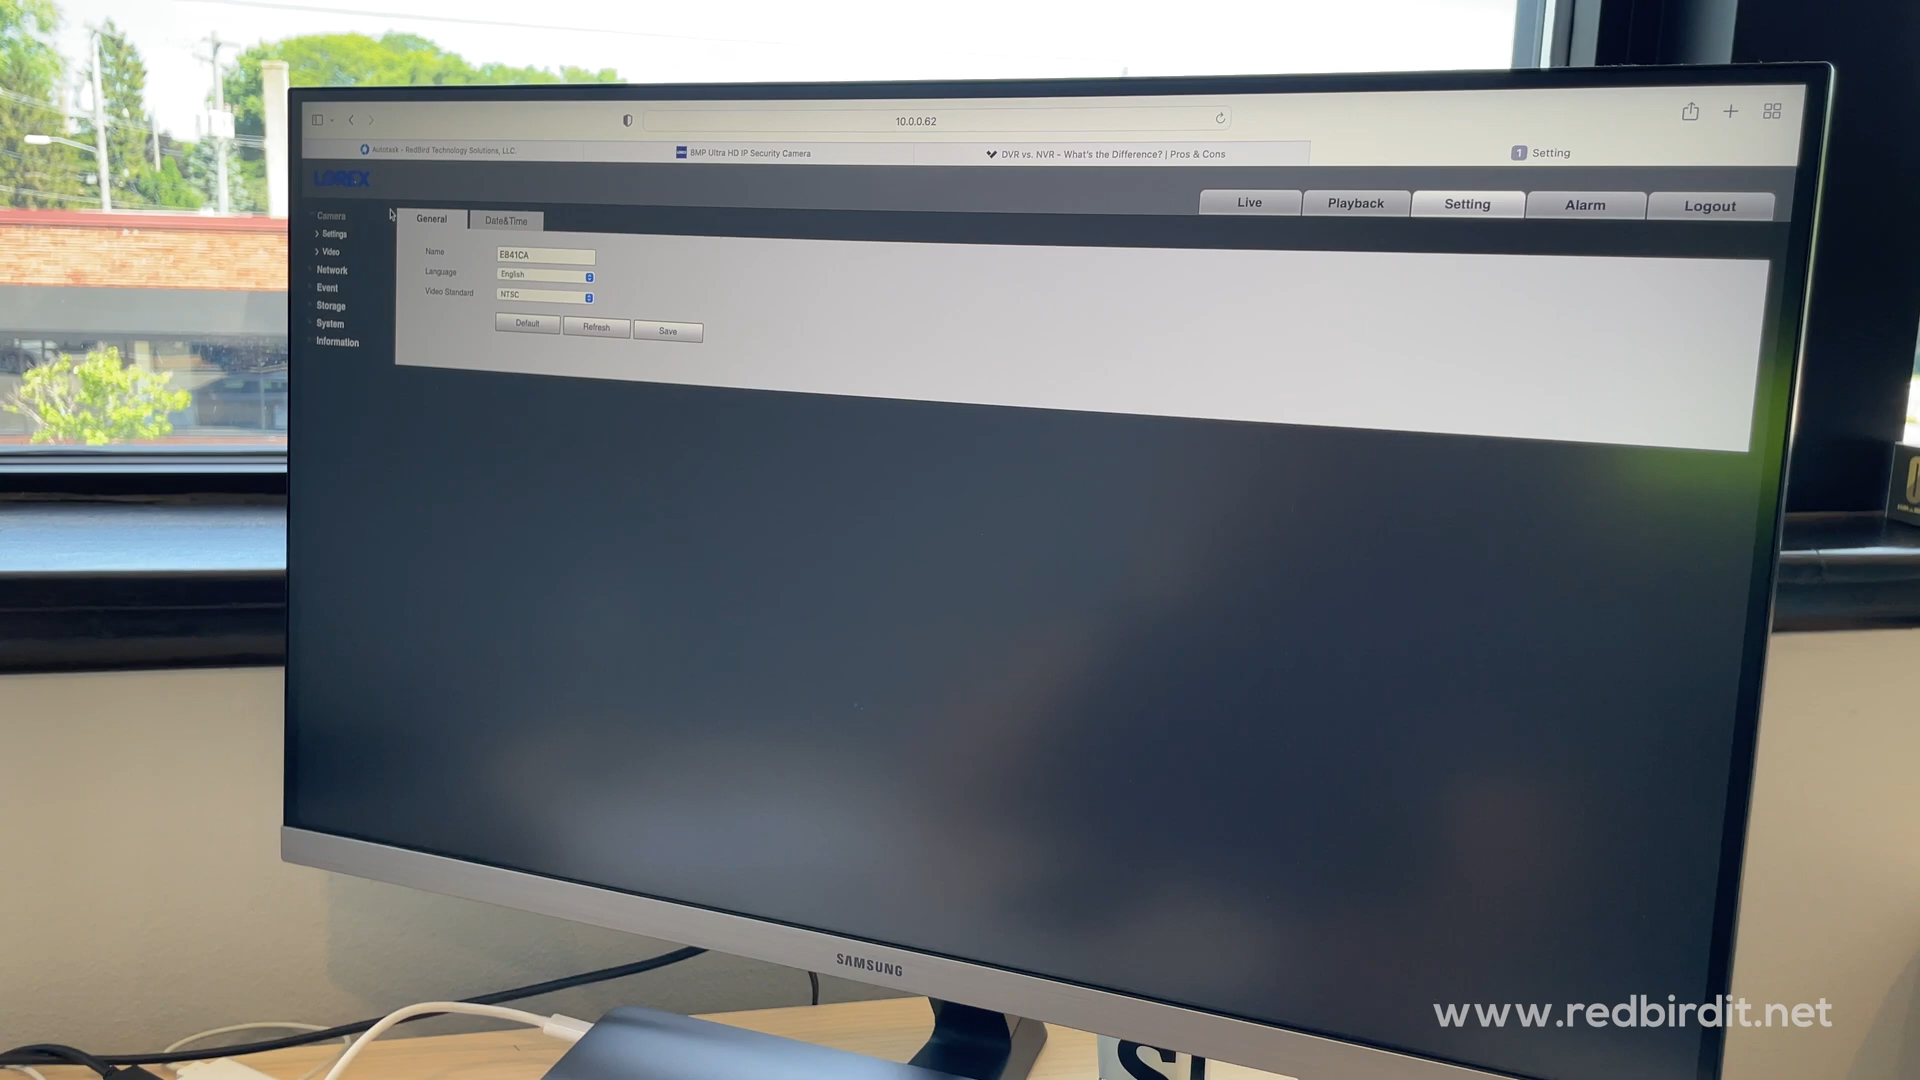 10.0.0.62
Autotask - RedBird Technology Solutions, LLC.
8MP Ultra HD IP Security Camera
DVR vs. NVR - What's the Difference? | Pros & Cons
1 Setting
LOREX
Live
Playback
Setting
Alarm
Logout
Camera
Settings
Video
Network
Event
Storage
System
Information
General
Date&Time
Name
E841CA
Language
English
Video Standard
NTSC
Default
Refresh
Save
SAMSUNG
www.redbirdit.net